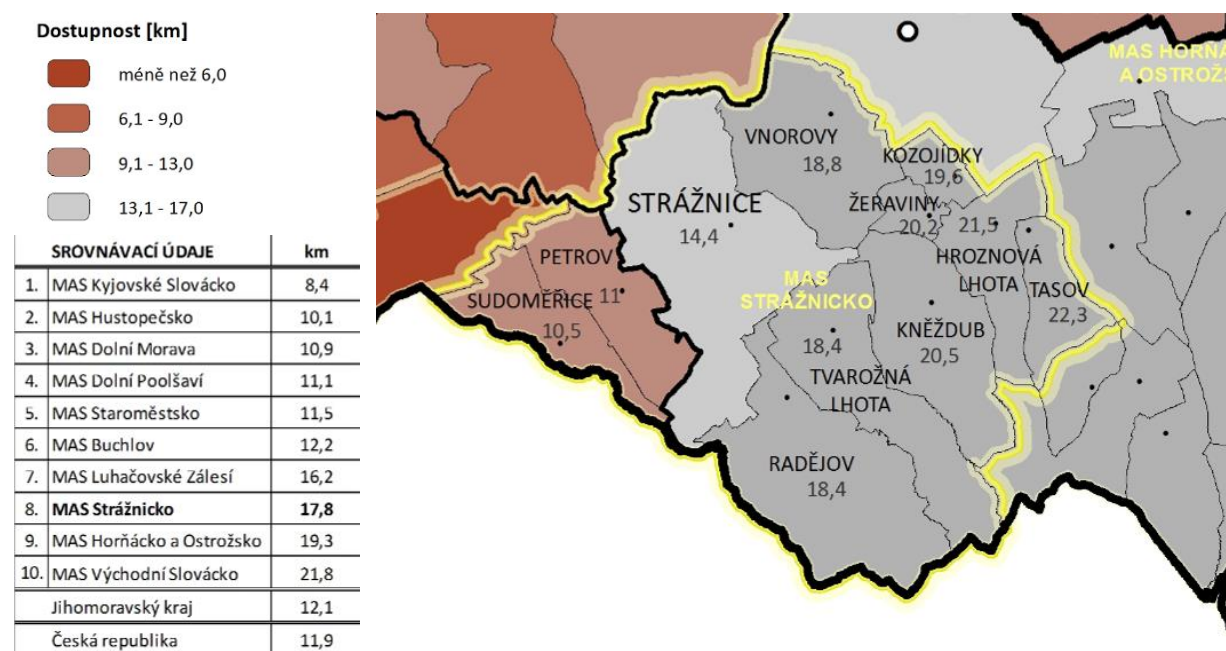 Dostupnost [km]
méně než 6,0
6,1 - 9,0
9,1 - 13,0
13,1 - 17,0
SROVNÁVACÍ ÚDAJE km
1. MAS Kyjovské Slovácko 8,4
2. MAS Hustopečsko 10,1
3. MAS Dolní Morava 10,9
4. MAS Dolní Poolšaví 11,1
5. MAS Staroměstsko 11,5
6. MAS Buchlov 12,2
7. MAS Luhačovské Zálesí 16,2
8. MAS Strážnicko 17,8
9. MAS Horňácko a Ostrožsko 19,3
10. MAS Východní Slovácko 21,8
Jihomoravský kraj 12,1
Česká republika 11,9
MAS HORŇÁ
A OSTROŽS
VNOROVY
18,8
KOZOJÍDKY
19,6
STRÁŽNICE
14,4
ŽERAVINY
20,2
21,5
HROZNOVÁ
LHOTA
PETROV
11
SUDOMĚŘICE
10,5
MAS
STRÁŽNICKO
TASOV
22,3
KNĚŽDUB
20,5
18,4
TVAROŽNÁ
LHOTA
RADĚJOV
18,4